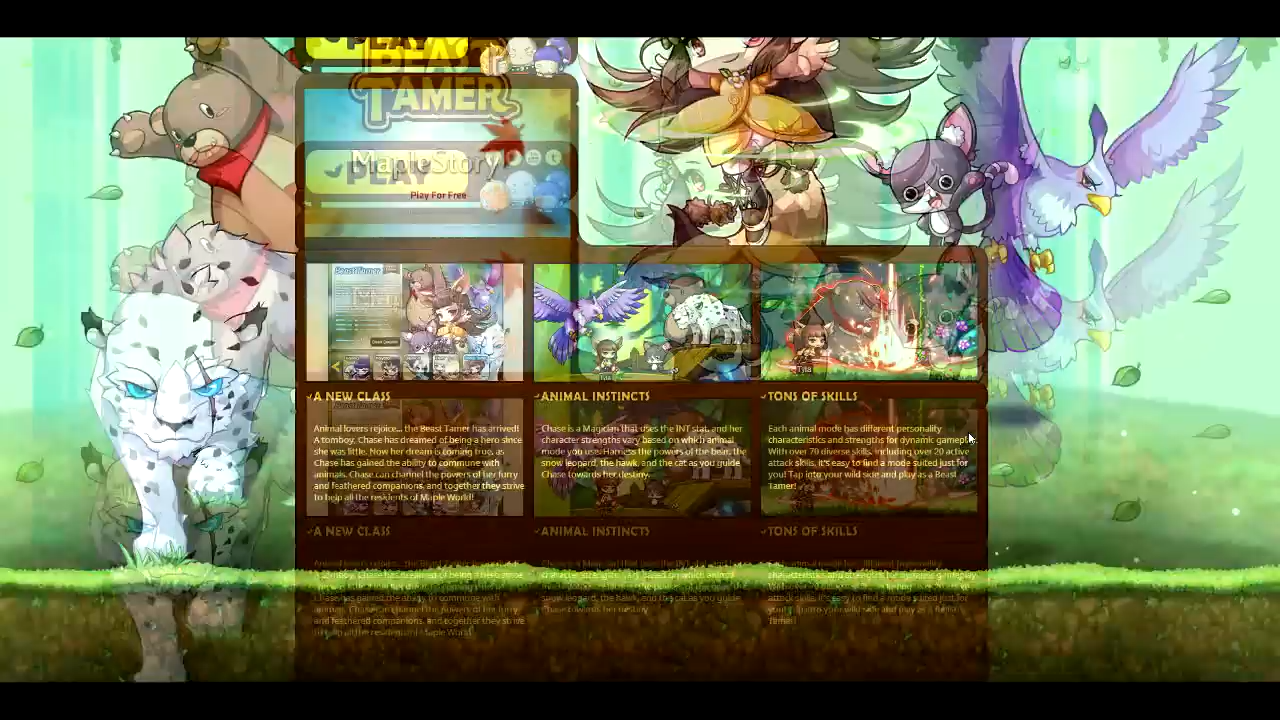 PLAY
BEAST
TAMER
MapleStory
PLAY
Play For Free
BeastTamer
Tyla
Tyla
A NEW CLASS
Animal lovers rejoice... the Beast Tamer has arrived!
A tomboy, Chase has dreamed of being a hero since
she was little. Now her dream is coming true, as
Chase has gained the ability to commune with
animals. Chase can channel the powers of her furry
and feathered companions, and together they strive
to help all the residents of Maple World!
ANIMAL INSTINCTS
Chase is a Magician that uses the INT stat, and her
character strengths vary based on which animal
mode you use. Harness the powers of the bear, the
snow leopard, the hawk, and the cat as you guide
Chase towards her destiny.
TONS OF SKILLS
Each animal mode has different personality
characteristics and strengths for dynamic gameplay.
With over 70 diverse skills, including over 20 active
attack skills, it's easy to find a mode suited just for
you! Tap into your wild side and play as a Beast
Tamer!
A NEW CLASS
ANIMAL INSTINCTS
TONS OF SKILLS